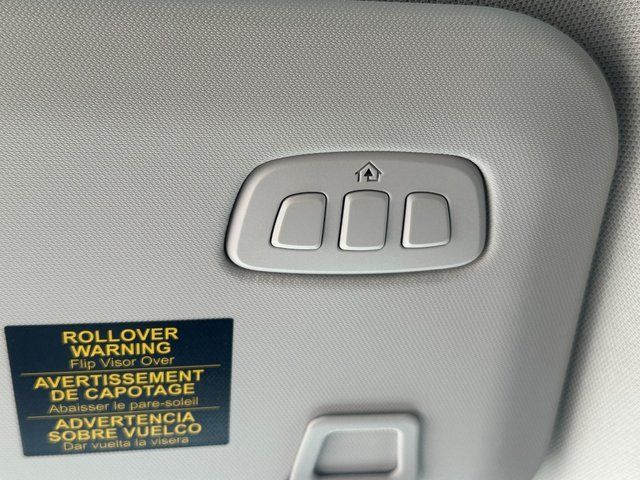 ROLLOVER
WARNING
Flip Visor Over
AVERTISSEMENT
DE CAPOTAGE
Abaisser le pare-soleil
ADVERTENCIA
SOBRE VUELCO
Dar vuelta la visera